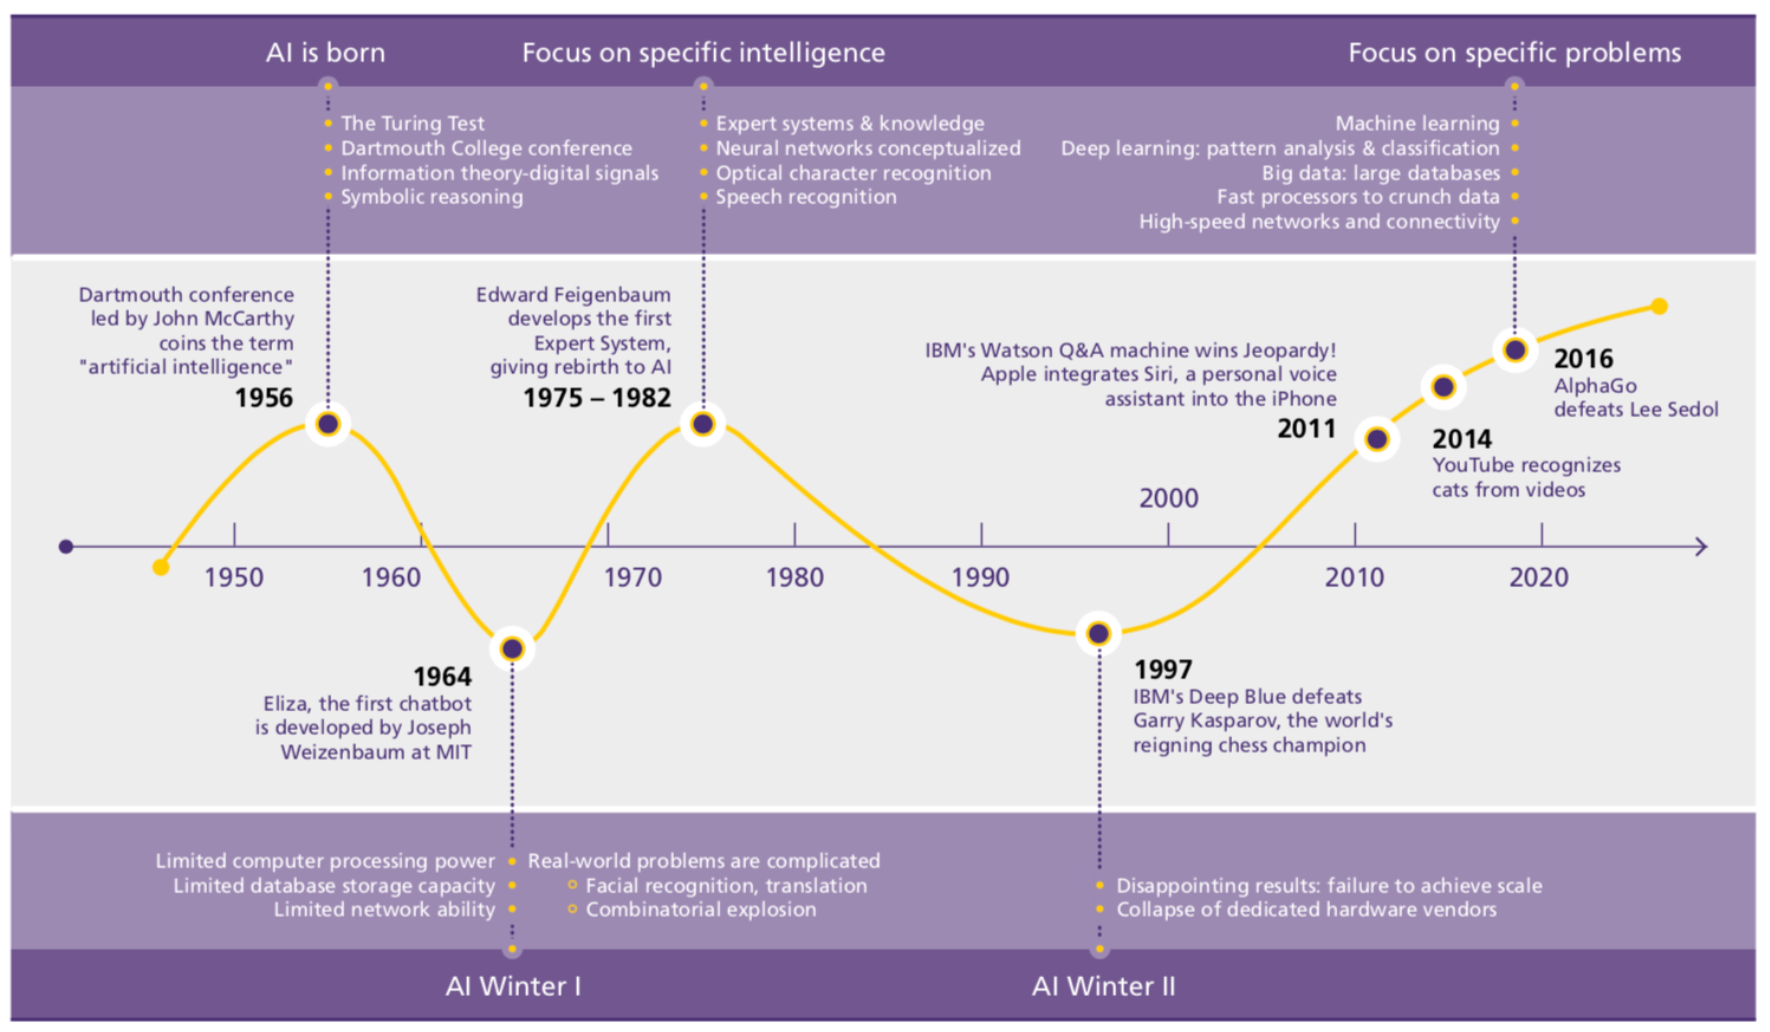 AI is born
Focus on specific intelligence
Focus on specific problems
The Turing Test
Dartmouth College conference
Information theory-digital signals
Symbolic reasoning
Expert systems & knowledge
Neural networks conceptualized
Optical character recognition
Speech recognition
Machine learning
Deep learning: pattern analysis & classification
Big data: large databases
Fast processors to crunch data
High-speed networks and connectivity
Dartmouth conference
led by John McCarthy
coins the term
"artificial intelligence"
1956
Edward Feigenbaum
develops the first
Expert System,
giving rebirth to AI
1975 – 1982
IBM's Watson Q&A machine wins Jeopardy!
Apple integrates Siri, a personal voice
assistant into the iPhone
2011
2016
AlphaGo
defeats Lee Sedol
2014
YouTube recognizes
cats from videos
2000
1950
1960
1970
1980
1990
2010
2020
1964
Eliza, the first chatbot
is developed by Joseph
Weizenbaum at MIT
1997
IBM's Deep Blue defeats
Garry Kasparov, the world's
reigning chess champion
Limited computer processing power
Limited database storage capacity
Limited network ability
Real-world problems are complicated
Facial recognition, translation
Combinatorial explosion
Disappointing results: failure to achieve scale
Collapse of dedicated hardware vendors
AI Winter I
AI Winter II